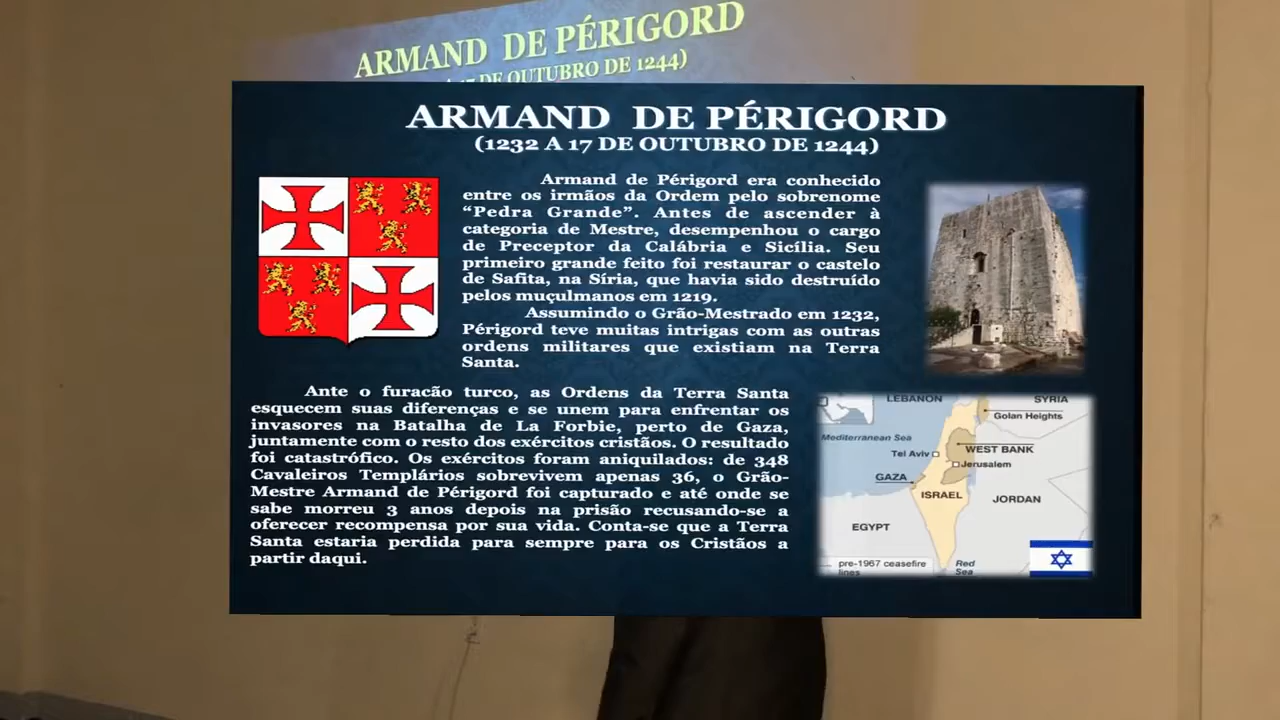 ARMAND DE PÉRIGORD
17 DE OUTUBRO DE 1244)
ARMAND DE PÉRIGORD
(1232 A 17 DE OUTUBRO DE 1244)
Armand de Périgord era conhecido
entre os irmãos da Ordem pelo sobrenome
“Pedra Grande”. Antes de ascender à
categoria de Mestre, desempenhou o cargo
de Preceptor da Calábria e Sicília. Seu
primeiro grande feito foi restaurar o castelo
de Safita, na Síria, que havia sido destruído
pelos muçulmanos em 1219.
Assumindo o Grão-Mestrado em 1232,
Périgord teve muitas intrigas com as outras
ordens militares que existiam na Terra
Santa.
Ante o furacão turco, as Ordens da Terra Santa
esquecem suas diferenças e se unem para enfrentar os
invasores na Batalha de La Forbie, perto de Gaza,
juntamente com o resto dos exércitos cristãos. O resultado
foi catastrófico. Os exércitos foram aniquilados: de 348
Cavaleiros Templários sobrevivem apenas 36, o Grão-
Mestre Armand de Périgord foi capturado e até onde se
sabe morreu 3 anos depois na prisão recusando-se a
oferecer recompensa por sua vida. Conta-se que a Terra
Santa estaria perdida para sempre para os Cristãos a
partir daqui.
LEBANON
SYRIA
Golan Heights
Mediterranean Sea
Tel Aviv
WEST BANK
Jerusalem
GAZA
ISRAEL
JORDAN
EGYPT
pre-1967 ceasefire
lines
Red
Sea